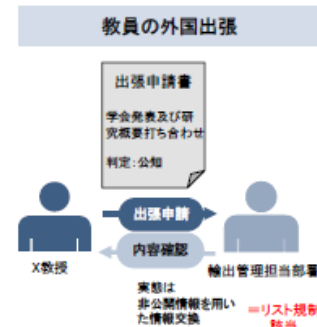 教員の外国出張
出張申請書
学会発表及び研
究概要打ち合わせ
判定:公知
出張申請
内容確認
X教授
輸出管理担当部署
実態は
非公開情報を用い
た情報交換
=リスト規制
該当